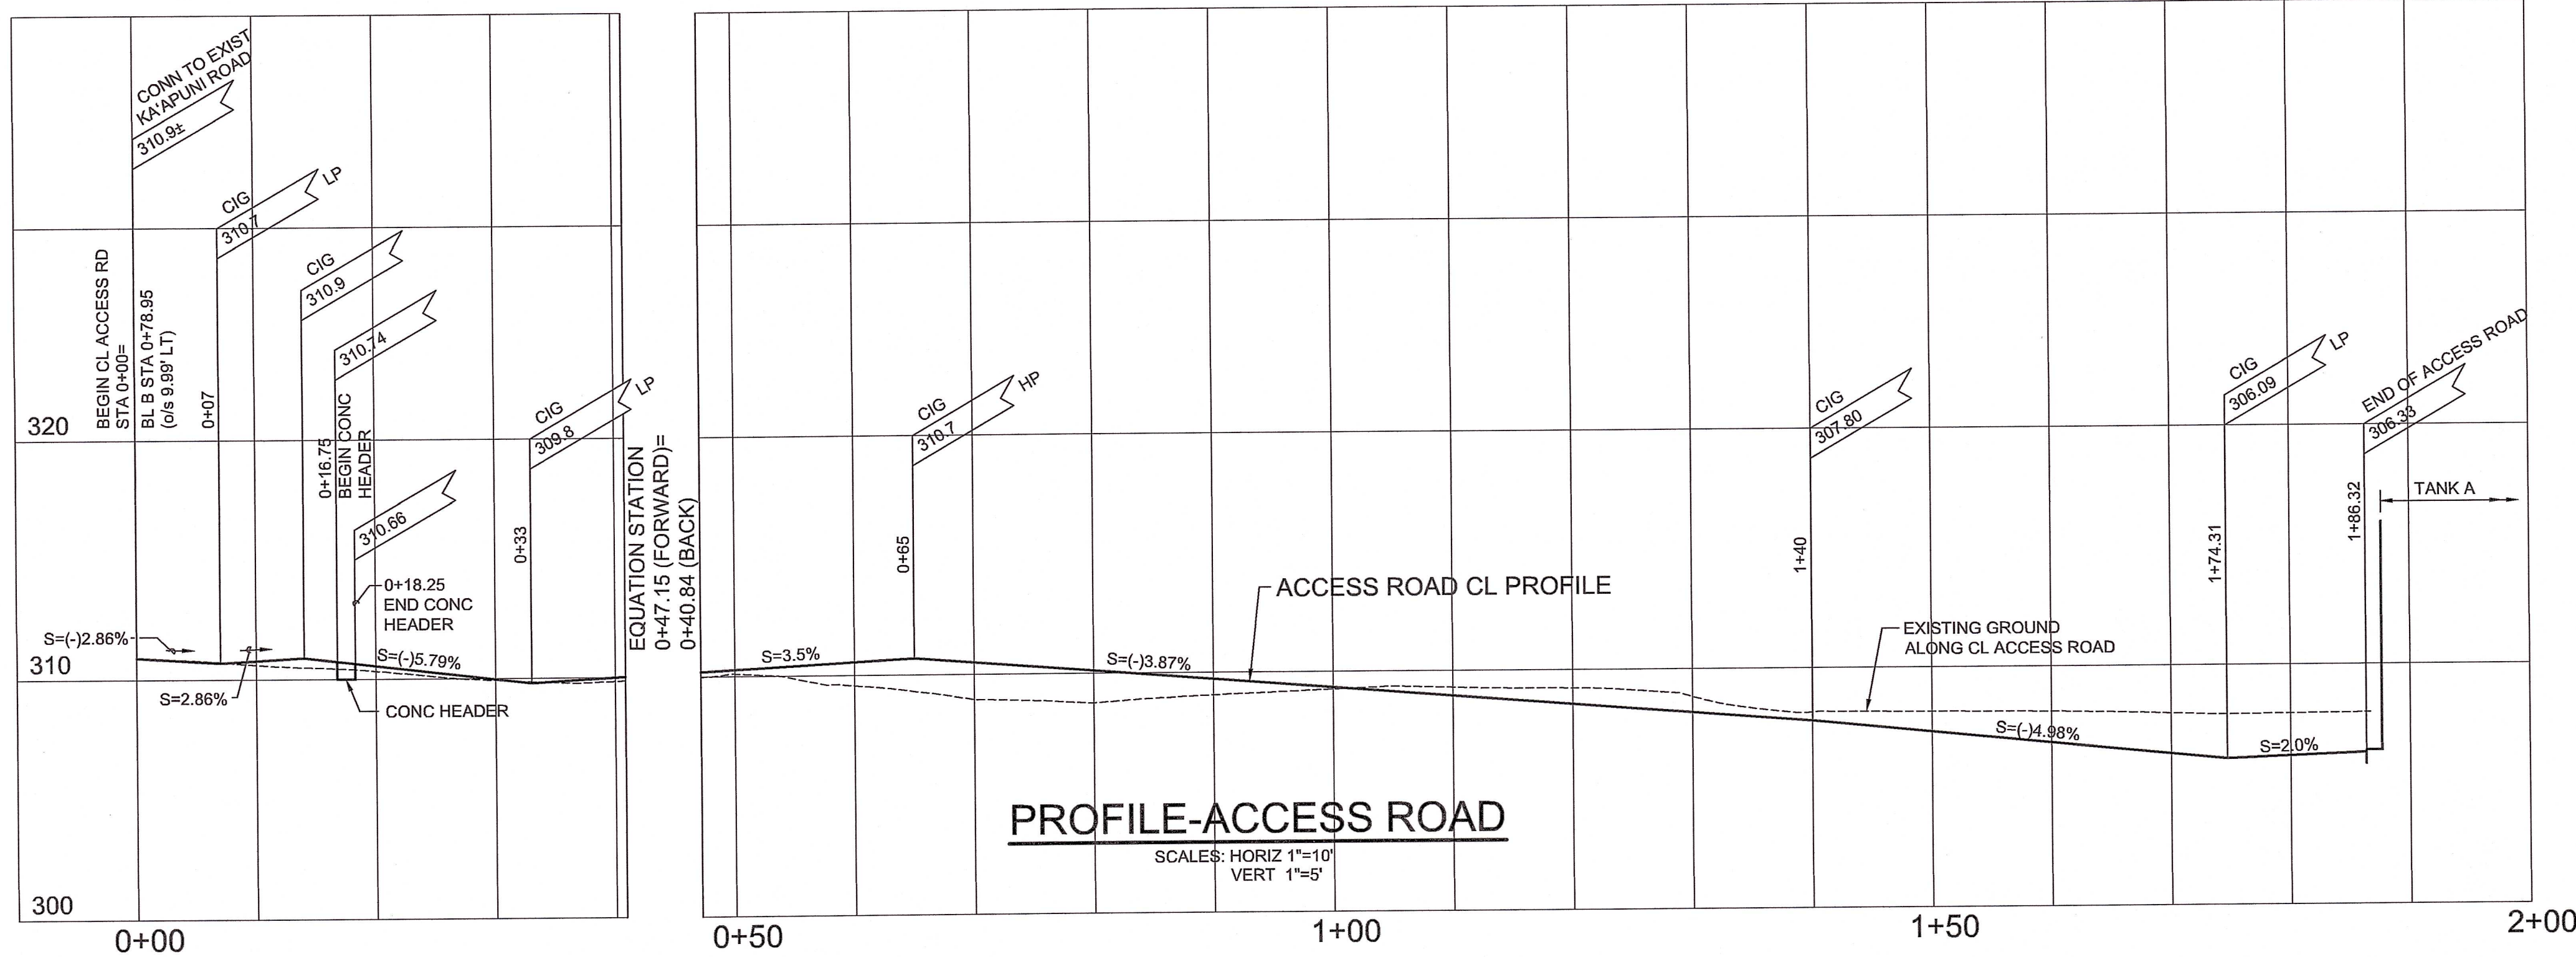 CONN TO EXIST
KA'APUNI ROAD
310.9±
CIG
LP
310.7
CIG
310.9
310.74
BEGIN CL ACCESS RD
STA 0+00=
BL B STA 0+78.95
(o/s 9.99' LT)
0+07
0+16.75
BEGIN CONC
HEADER
310.66
0+18.25
END CONC
HEADER
CIG
LP
309.8
0+33
EQUATION STATION
0+47.15 (FORWARD)=
0+40.84 (BACK)
CIG
HP
310.7
0+65
CIG
307.80
1+40
CIG
LP
306.09
1+74.31
END OF ACCESS ROAD
306.33
1+86.32
TANK A
320
310
300
S=(-)2.86%
S=2.86%
S=(-)5.79%
CONC HEADER
S=3.5%
S=(-)3.87%
ACCESS ROAD CL PROFILE
EXISTING GROUND
ALONG CL ACCESS ROAD
S=(-)4.98%
S=2.0%
PROFILE-ACCESS ROAD
SCALES: HORIZ 1"=10'
VERT 1"=5'
0+00
0+50
1+00
1+50
2+00